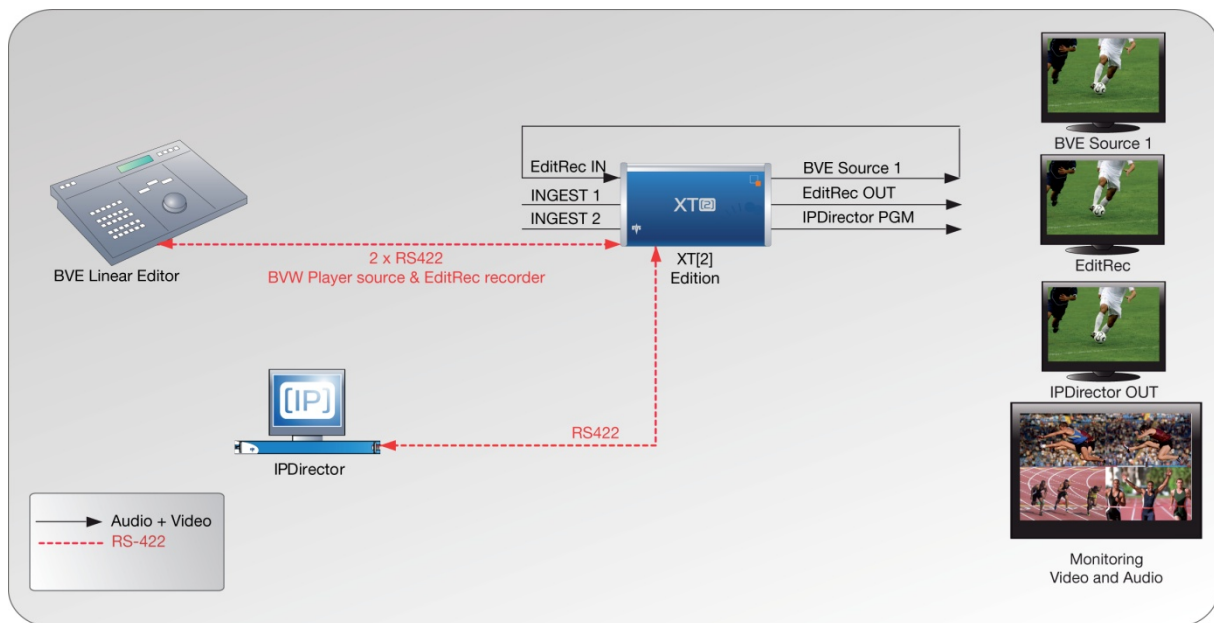 BVE Source 1
EditRec IN
BVE Source 1
INGEST 1
EditRec OUT
INGEST 2
IPDirector PGM
XT[2]
BVE Linear Editor
2 x RS422
BVW Player source & EditRec recorder
XT[2]
Edition
EditRec
IPDirector OUT
[IP]
RS422
IPDirector
Audio + Video
RS-422
Monitoring
Video and Audio